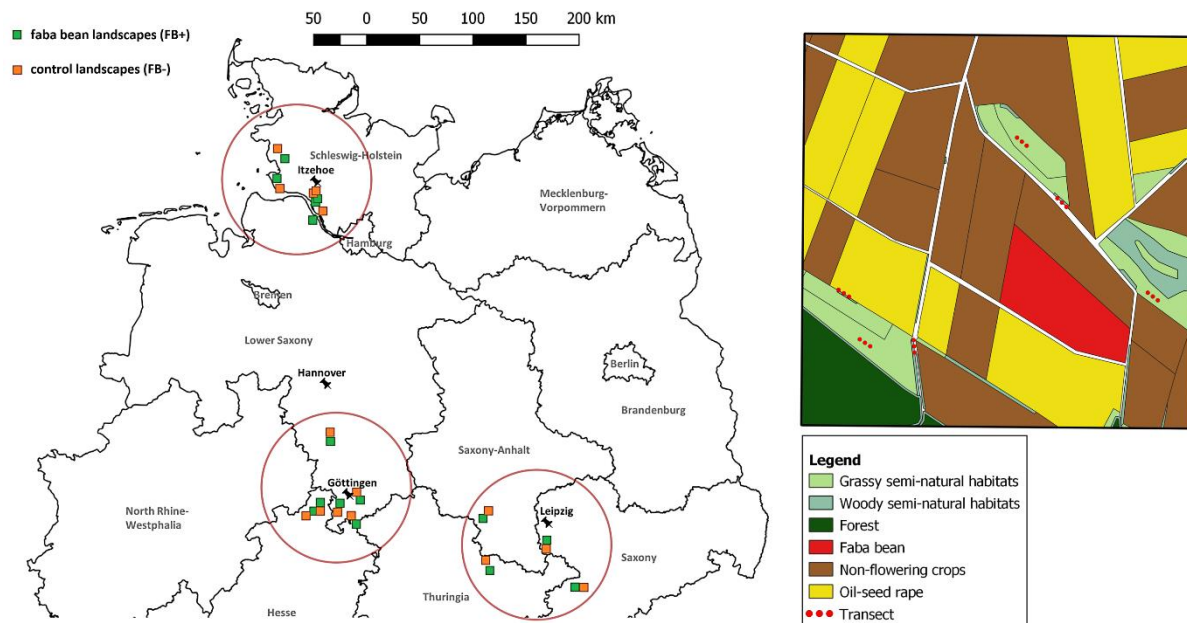 50 0 100 200 km
faba bean landscapes (FB+)
control landscapes (FB-)
Schleswig-Holstein
Itzehoe
Mecklenburg-
Vorpommern
Hamburg
Bremen
Lower Saxony
Berlin
Hannover
Brandenburg
Saxony-Anhalt
Göttingen
North Rhine-
Westphalia
Leipzig
Saxony
Thuringia
Hesse
Legend
Grassy semi-natural habitats
Woody semi-natural habitats
Forest
Faba bean
Non-flowering crops
Oil-seed rape
Transect